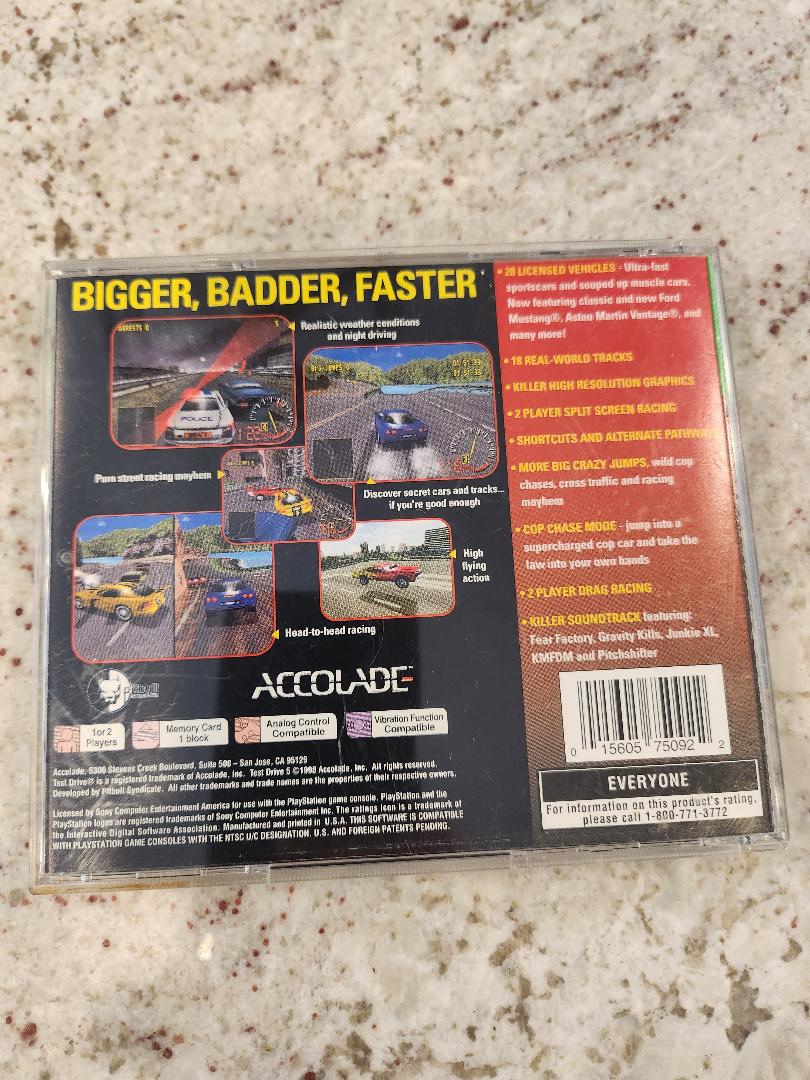 BIGGER, BADDER, FASTER
ARRESTS 0
5
Realistic weather conditions
and night driving
BIG JUMPS 0
POLICE
Pure street racing mayhem
Discover secret cars and tracks...
if you're good enough
High
flying
action
Head-to-head racing
• 28 LICENSED VEHICLES - Ultra-fast
sportscars and souped up muscle cars.
Now featuring classic and new Ford
Mustang®, Aston Martin Vantage®, and
many more!
• 18 REAL-WORLD TRACKS
• KILLER HIGH RESOLUTION GRAPHICS
• 2 PLAYER SPLIT SCREEN RACING
• SHORTCUTS AND ALTERNATE PATHWAYS
• MORE BIG CRAZY JUMPS, wild cop
chases, cross traffic and racing
mayhem
• COP CHASE MODE - jump into a
supercharged cop car and take the
law into your own hands
• 2 PLAYER DRAG RACING
• KILLER SOUNDTRACK featuring:
Fear Factory, Gravity Kills, Junkie XL,
KMFDM and Pitchshifter
ACCOLADE™
1 or 2
Players
Memory Card
1 block
Analog Control
Compatible
Vibration Function
Compatible
Accolade, 5300 Stevens Creek Boulevard, Suite 500 – San Jose, CA 95129
Test Drive® is a registered trademark of Accolade, Inc. Test Drive 5 ©1998 Accolade, Inc. All rights reserved.
Developed by Pitbull Syndicate. All other trademarks and trade names are the properties of their respective owners.
Licensed by Sony Computer Entertainment America for use with the PlayStation game console. PlayStation and the
PlayStation logos are registered trademarks of Sony Computer Entertainment Inc. The ratings icon is a trademark of
the Interactive Digital Software Association. Manufactured and printed in U.S.A. THIS SOFTWARE IS COMPATIBLE
WITH PLAYSTATION GAME CONSOLES WITH THE NTSC U/C DESIGNATION. U.S. AND FOREIGN PATENTS PENDING.
0 15605 75092 2
EVERYONE
For information on this product's rating,
please call 1-800-771-3772